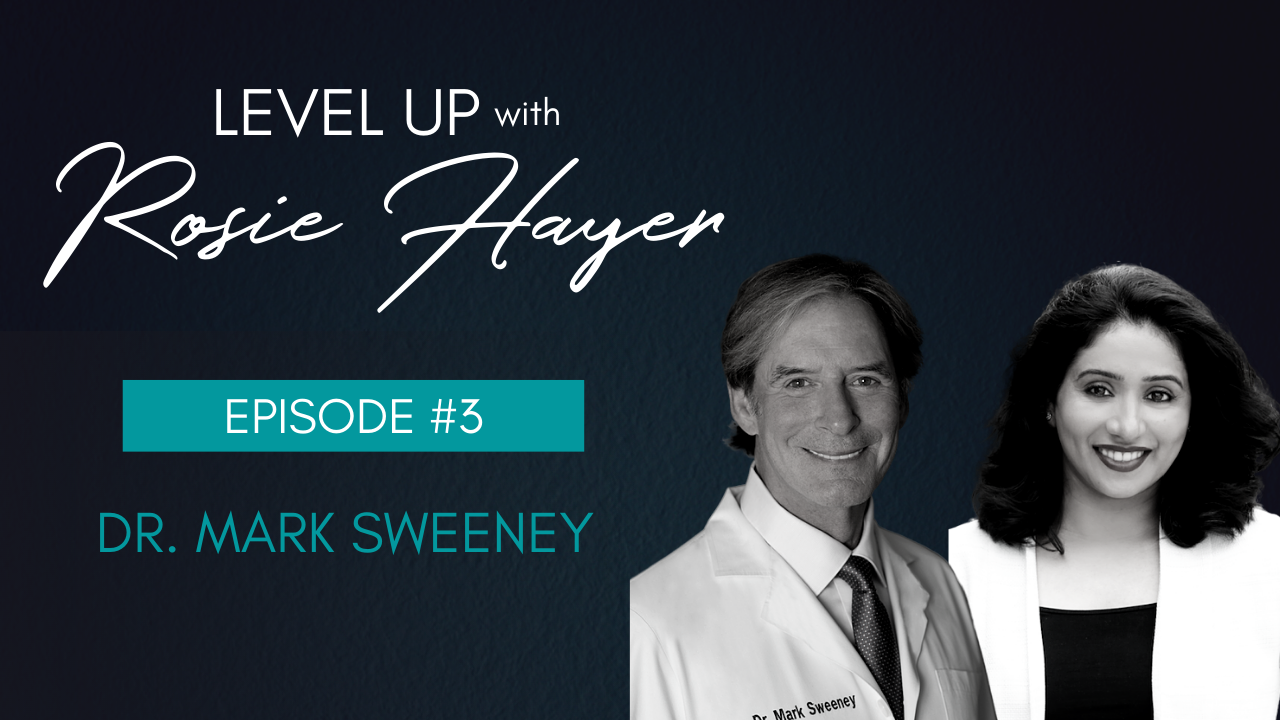 LEVEL UP with
Rosie Hayer
EPISODE #3
DR. MARK SWEENEY
Dr. Mark Sweeney